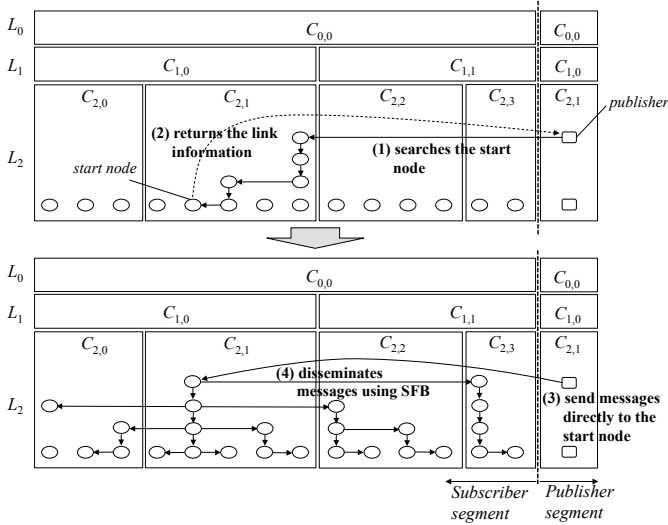 L0 C0,0 C0,0
L1 C1,0 C1,1 C1,0
C2,0 C2,1 C2,2 C2,3 C2,1
publisher
(2) returns the link
information
(1) searches the start
node
L2
start node
L0 C0,0 C0,0
L1 C1,0 C1,1 C1,0
C2,0 C2,1 C2,2 C2,3 C2,1
(4) disseminates
messages using SFB
L2
(3) send messages
directly to the
start node
Subscriber
segment
Publisher
segment